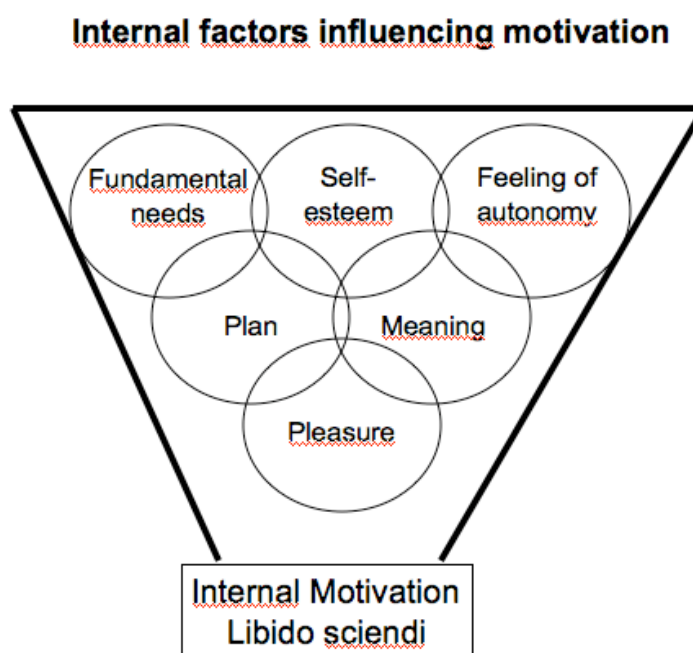 Internal factors influencing motivation
Fundamental
needs
Self-
esteem
Feeling of
autonomy
Plan
Meaning
Pleasure
Internal Motivation
Libido sciendi